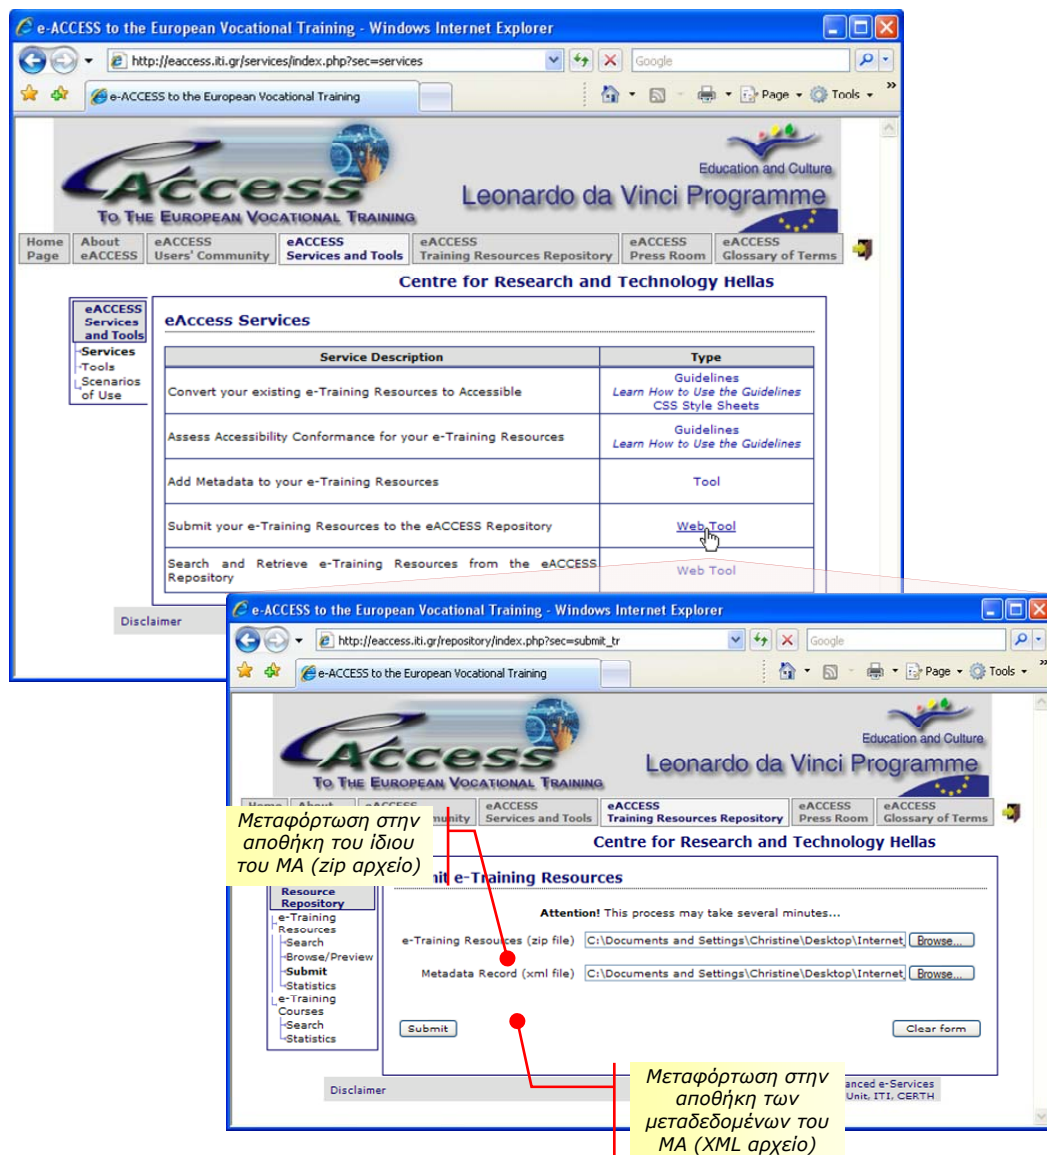 e-ACCESS to the European Vocational Training - Windows Internet Explorer
http://eaccess.iti.gr/services/index.php?sec=services
Google
e-ACCESS to the European Vocational Training
Page
Tools
eAccess
TO THE EUROPEAN VOCATIONAL TRAINING
Education and Culture
Leonardo da Vinci Programme
Home Page
About eACCESS
eACCESS Users' Community
eACCESS Services and Tools
eACCESS Training Resources Repository
eACCESS Press Room
eACCESS Glossary of Terms
Centre for Research and Technology Hellas
eACCESS
Services
and Tools
Services
Tools
Scenarios
of Use
eAccess Services
Service Description
Type
Convert your existing e-Training Resources to Accessible
Guidelines
Learn How to Use the Guidelines
CSS Style Sheets
Assess Accessibility Conformance for your e-Training Resources
Guidelines
Learn How to Use the Guidelines
Add Metadata to your e-Training Resources
Tool
Submit your e-Training Resources to the eACCESS Repository
Web Tool
Search and Retrieve e-Training Resources from the eACCESS
Repository
Web Tool
Disclaimer
e-ACCESS to the European Vocational Training - Windows Internet Explorer
http://eaccess.iti.gr/repository/index.php?sec=submit_tr
Google
e-ACCESS to the European Vocational Training
Page
Tools
eAccess
TO THE EUROPEAN VOCATIONAL TRAINING
Education and Culture
Leonardo da Vinci Programme
eACCESS Services and Tools
eACCESS Training Resources Repository
eACCESS Press Room
eACCESS Glossary of Terms
Μεταφόρτωση στην
αποθήκη του ίδιου
του ΜΑ (zip αρχείο)
Centre for Research and Technology Hellas
e-Training Resources
Resource
Repository
e-Training
Resources
Search
Browse/Preview
Submit
Statistics
e-Training
Courses
Search
Statistics
Attention! This process may take several minutes...
e-Training Resources (zip file) C:\Documents and Settings\Christine\Desktop\Internet Browse...
Metadata Record (xml file) C:\Documents and Settings\Christine\Desktop\Internet Browse...
Submit
Clear form
Disclaimer
e-Services
Unit, ITI, CERTH
Μεταφόρτωση στην
αποθήκη των
μεταδεδομένων του
ΜΑ (XML αρχείο)